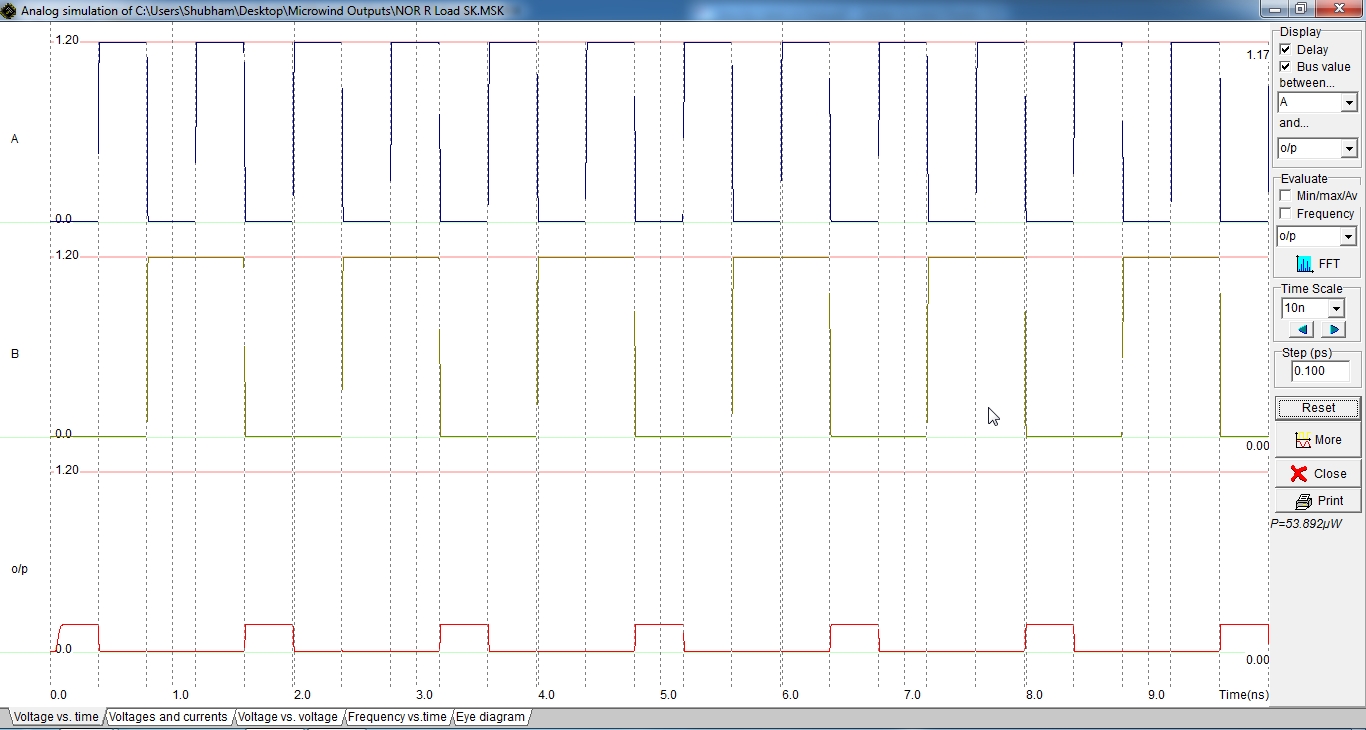 Analog simulation of C:\Users\Shubham\Desktop\Microwind Outputs\NOR R Load SK.MSK
1.20
1.17
A
0.0
1.20
B
0.0
0.00
1.20
o/p
0.0
0.00
0.0 1.0 2.0 3.0 4.0 5.0 6.0 7.0 8.0 9.0 Time(ns)
Voltage vs. time Voltages and currents Voltage vs. voltage Frequency vs.time Eye diagram
Display
Delay
Bus value
between...
A
and...
o/p
Evaluate
Min/max/Av
Frequency
o/p
FFT
Time Scale
10n
Step (ps)
0.100
Reset
More
Close
Print
P=53.892µW